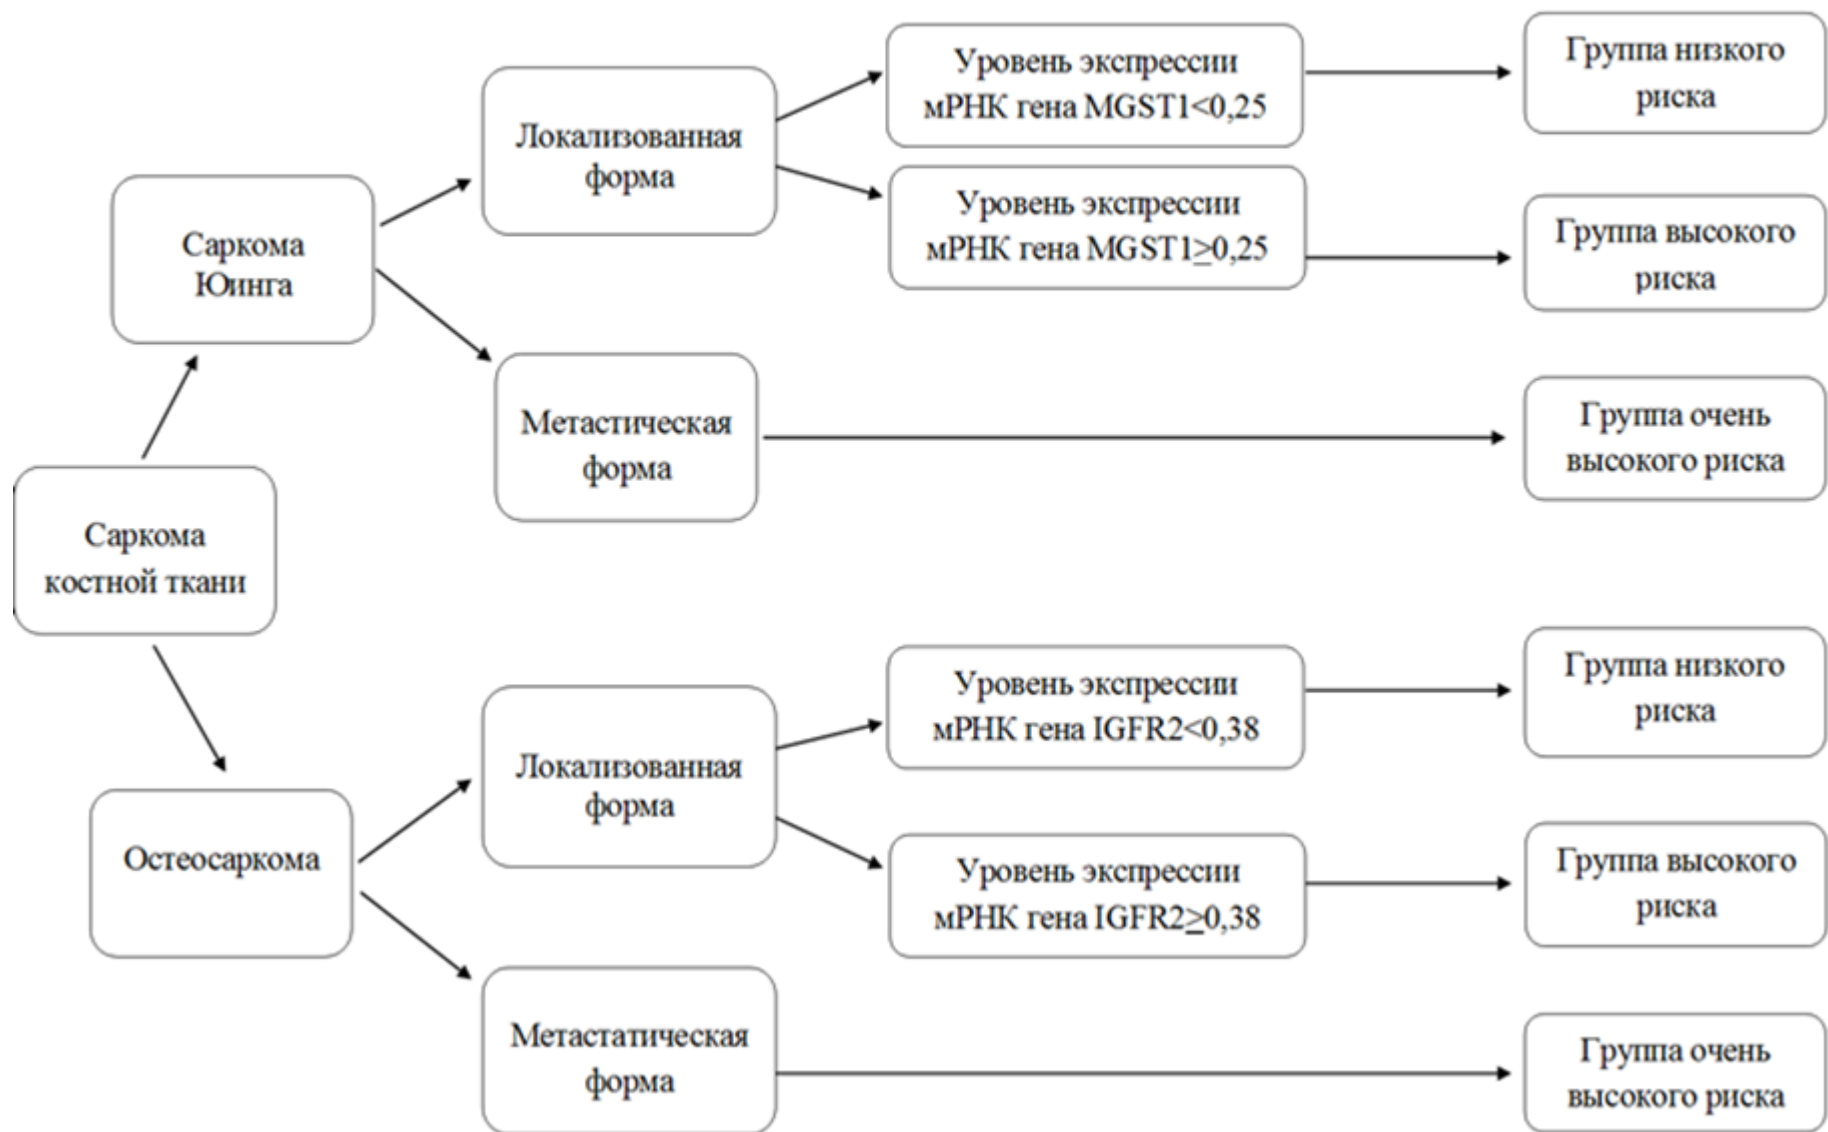 Саркома
костной ткани
Саркома
Юинга
Локализованная
форма
Уровень экспрессии
мРНК гена MGST1<0,25
Группа низкого
риска
Уровень экспрессии
мРНК гена MGST1≥0,25
Группа высокого
риска
Метастическая
форма
Группа очень
высокого риска
Остеосаркома
Локализованная
форма
Уровень экспрессии
мРНК гена IGFR2<0,38
Группа низкого
риска
Уровень экспрессии
мРНК гена IGFR2≥0,38
Группа высокого
риска
Метастатическая
форма
Группа очень
высокого риска